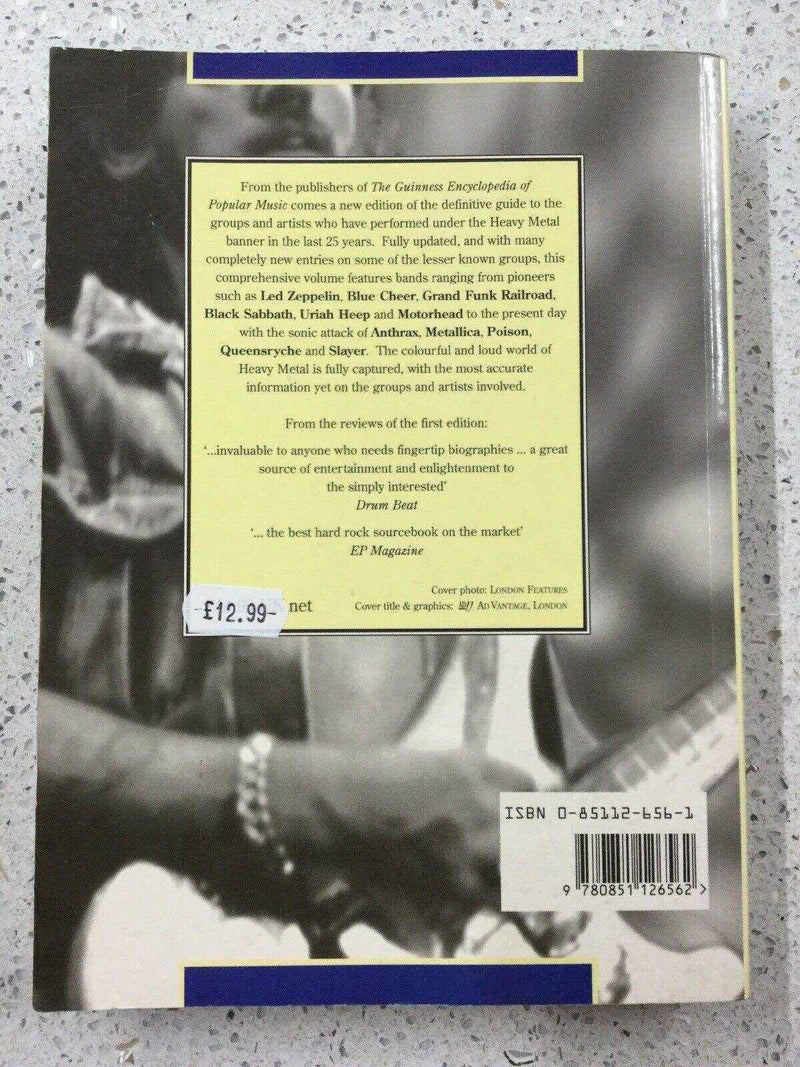 From the publishers of The Guinness Encyclopedia of
Popular Music comes a new edition of the definitive guide to the
groups and artists who have performed under the Heavy Metal
banner in the last 25 years. Fully updated, and with many
completely new entries on some of the lesser known groups, this
comprehensive volume features bands ranging from pioneers
such as Led Zeppelin, Blue Cheer, Grand Funk Railroad,
Black Sabbath, Uriah Heep and Motorhead to the present day
with the sonic attack of Anthrax, Metallica, Poison,
Queensryche and Slayer. The colourful and loud world of
Heavy Metal is fully captured, with the most accurate
information yet on the groups and artists involved.
From the reviews of the first edition:
'...invaluable to anyone who needs fingertip biographies ... a great
source of entertainment and enlightenment to
the simply interested'
Drum Beat
'... the best hard rock sourcebook on the market'
EP Magazine
Cover photo: LONDON FEATURES
-£12.99- net
Cover title & graphics: AD VANTAGE, LONDON
ISBN 0-85112-656-1
9 780851 126562 >